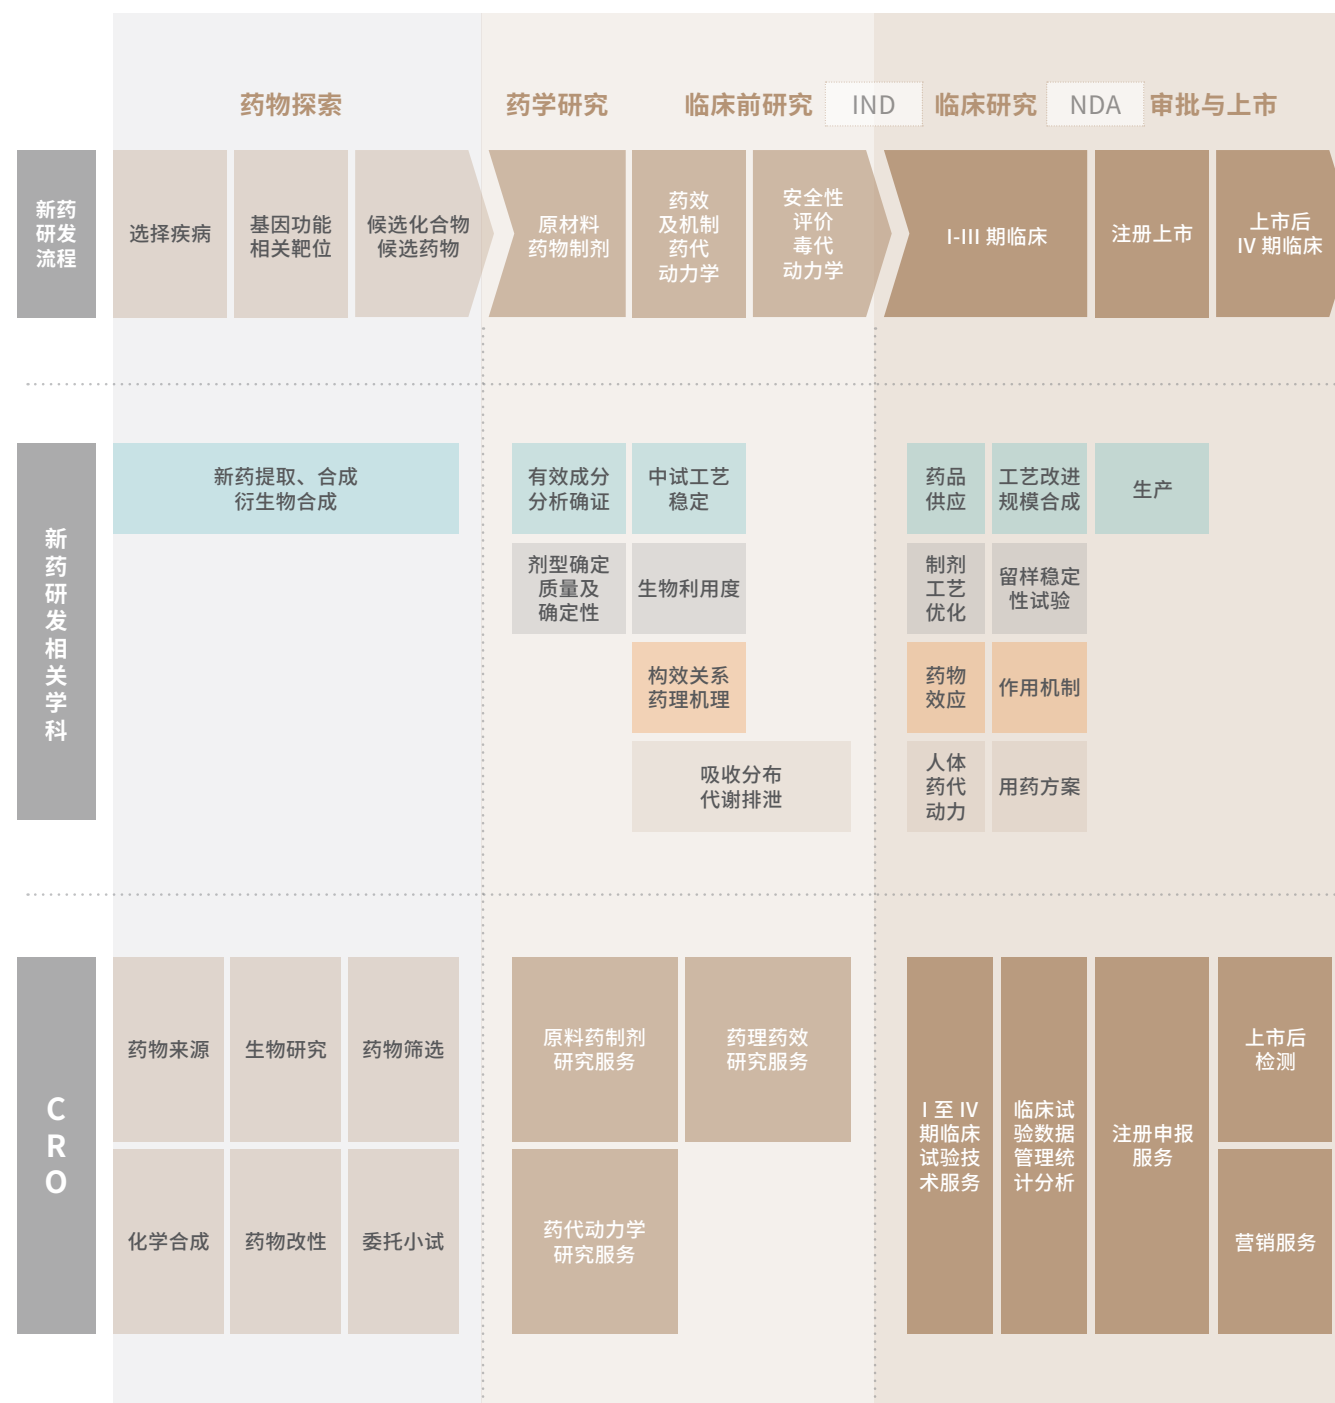 药物探索
药学研究
临床前研究
IND
临床研究
NDA
审批与上市
新药
研发
流程
选择疾病
基因功能
相关靶位
候选化合物
候选药物
原材料
药物制剂
药效
及机制
药代
动力学
安全性
评价
毒代
动力学
I-III 期临床
注册上市
上市后
IV 期临床
新
药
研
发
相
关
学
科
新药提取、合成
衍生物合成
有效成分
分析确证
中试工艺
稳定
药品
供应
工艺改进
规模合成
生产
剂型确定
质量及
确定性
生物利用度
制剂
工艺
优化
留样稳定
性试验
构效关系
药理机理
药物
效应
作用机制
吸收分布
代谢排泄
人体
药代
动力
用药方案
C
R
O
药物来源
生物研究
药物筛选
化学合成
药物改性
委托小试
原料药制剂
研究服务
药理药效
研究服务
药代动力学
研究服务
I 至 IV
期临床
试验技
术服务
临床试
验数据
管理统
计分析
注册申报
服务
上市后
检测
营销服务